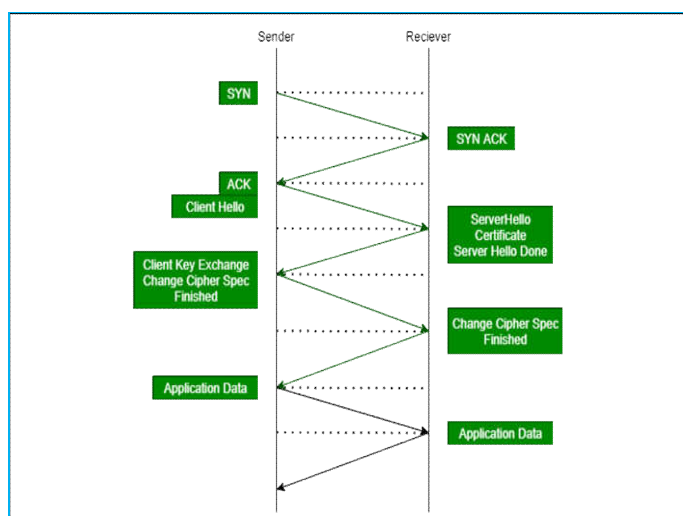 Sender
Reciever
SYN
SYN ACK
ACK
Client Hello
ServerHello
Certificate
Server Hello Done
Client Key Exchange
Change Cipher Spec
Finished
Change Cipher Spec
Finished
Application Data
Application Data